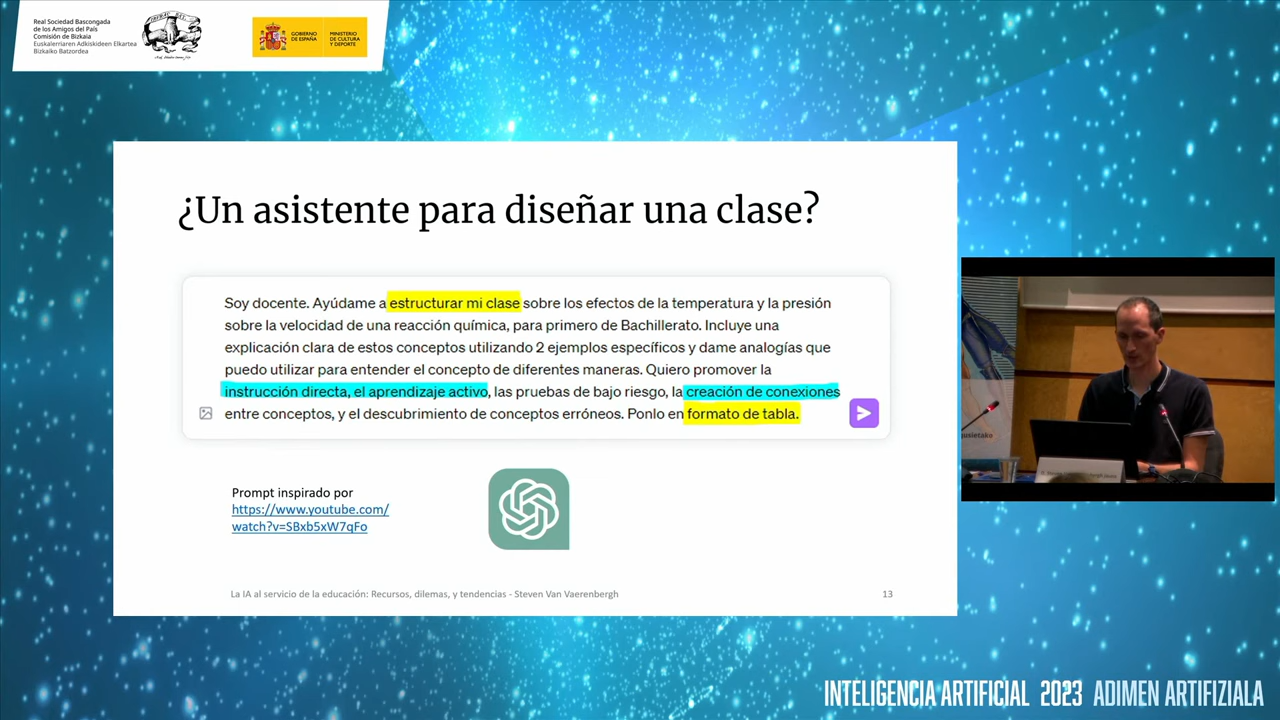 Real Sociedad Bascongada
de los Amigos del País
Comisión de Bizkaia
Euskalerriaren Adkiskideen Elkartea
Bizkaiko Batzordea
GOBIERNO
DE ESPAÑA
MINISTERIO
DE CULTURA
Y DEPORTE
¿Un asistente para diseñar una clase?
Soy docente. Ayúdame a estructurar mi clase sobre los efectos de la temperatura y la presión
sobre la velocidad de una reacción química, para primero de Bachillerato. Incluye una
explicación clara de estos conceptos utilizando 2 ejemplos específicos y dame analogías que
puedo utilizar para entender el concepto de diferentes maneras. Quiero promover la
instrucción directa, el aprendizaje activo, las pruebas de bajo riesgo, la creación de conexiones
entre conceptos, y el descubrimiento de conceptos erróneos. Ponlo en formato de tabla.
Prompt inspirado por
https://www.youtube.com/
watch?v=SBxb5xW7qFo
La IA al servicio de la educación: Recursos, dilemas, y tendencias - Steven Van Vaerenbergh
13
INTELIGENCIA ARTIFICIAL 2023 ADIMEN ARTIFIZIALA